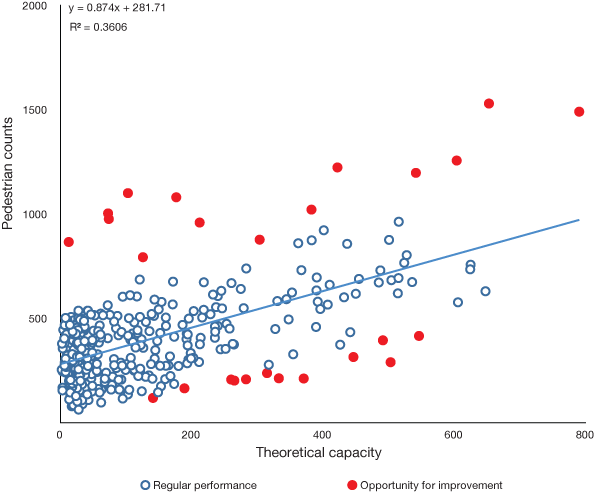 2000
y = 0.874x + 281.71
R² = 0.3606
1500
Pedestrian counts
1000
500
0 200 400 600 800
Theoretical capacity
Regular performance Opportunity for improvement